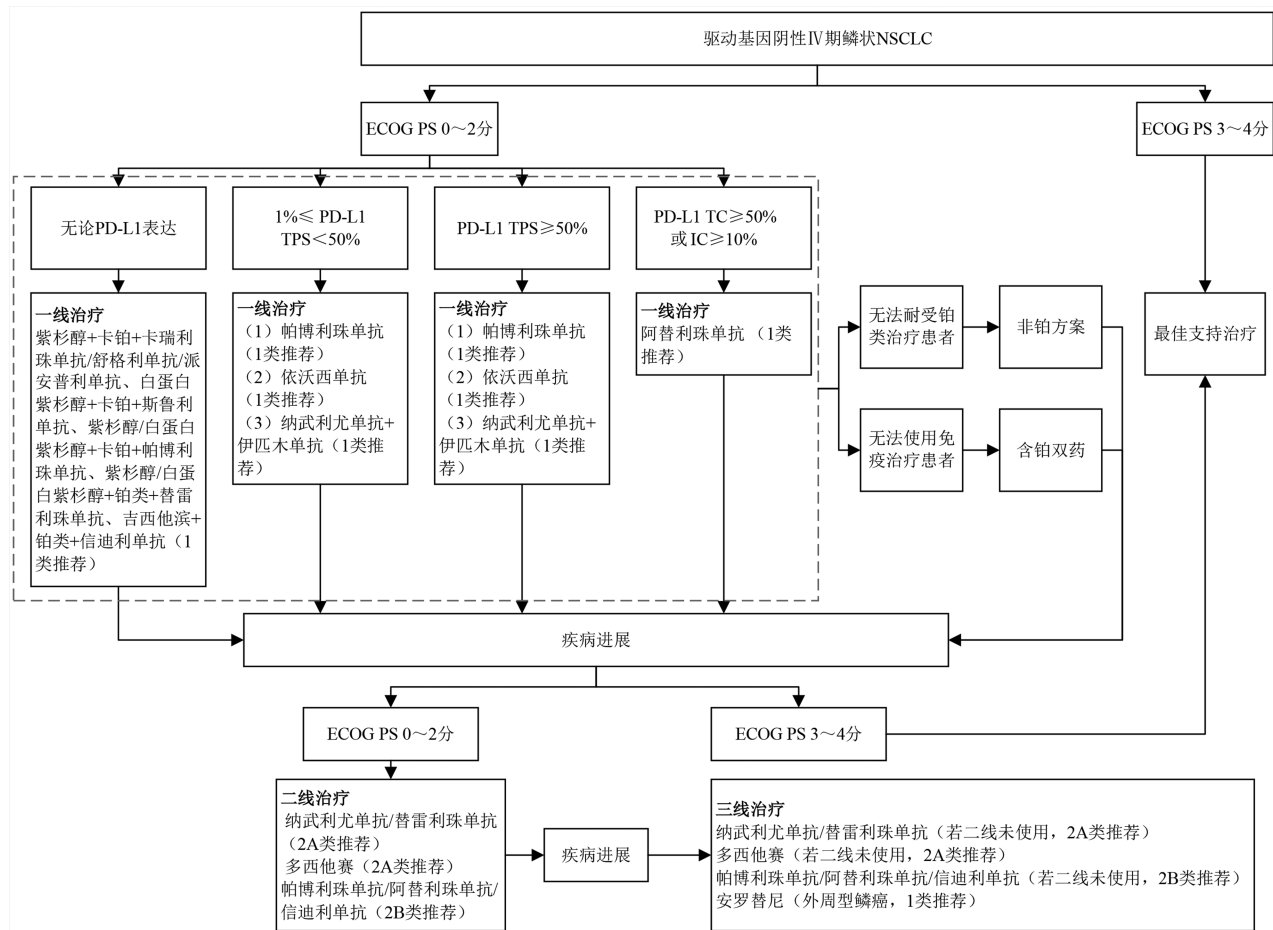 驱动基因阴性Ⅳ期鳞状NSCLC
ECOG PS 0～2分
ECOG PS 3～4分
无论PD-L1表达
1%≤ PD-L1
TPS＜50%
PD-L1 TPS≥50%
PD-L1 TC≥50%
或IC≥10%
一线治疗
紫杉醇+卡铂+卡瑞利
珠单抗/舒格利单抗/派
安普利单抗、白蛋白
紫杉醇+卡铂+斯鲁利
单抗、紫杉醇/白蛋白
紫杉醇+卡铂+帕博利
珠单抗、紫杉醇/白蛋
白紫杉醇+铂类+替雷
利珠单抗、吉西他滨+
铂类+信迪利单抗（1
类推荐）
一线治疗
（1）帕博利珠单抗
（1类推荐）
（2）依沃西单抗
（1类推荐）
（3）纳武利尤单抗+
伊匹木单抗（1类推
荐）
一线治疗
（1）帕博利珠单抗
（1类推荐）
（2）依沃西单抗
（1类推荐）
（3）纳武利尤单抗+
伊匹木单抗（1类推
荐）
一线治疗
阿替利珠单抗（1类
推荐）
无法耐受铂
类治疗患者
非铂方案
无法使用免
疫治疗患者
含铂双药
最佳支持治疗
疾病进展
ECOG PS 0～2分
ECOG PS 3～4分
二线治疗
纳武利尤单抗/替雷利珠单抗
（2A类推荐）
多西他赛（2A类推荐）
帕博利珠单抗/阿替利珠单抗/
信迪利单抗（2B类推荐）
疾病进展
三线治疗
纳武利尤单抗/替雷利珠单抗（若二线未使用，2A类推荐）
多西他赛（若二线未使用，2A类推荐）
帕博利珠单抗/阿替利珠单抗/信迪利单抗（若二线未使用，2B类推荐）
安罗替尼（外周型鳞癌，1类推荐）